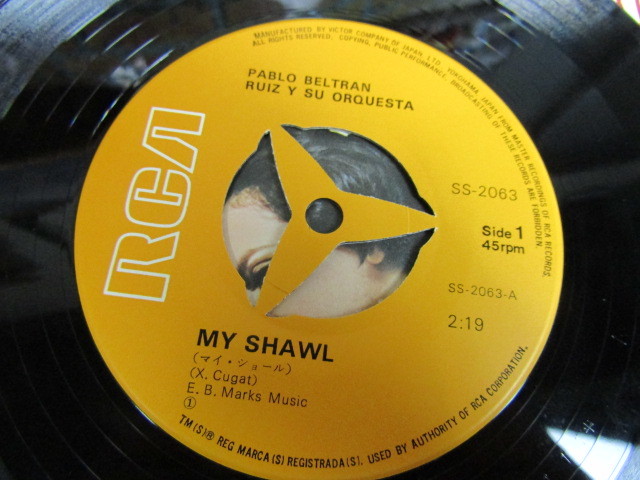 MANUFACTURED BY VICTOR COMPANY OF JAPAN, LTD. YOKOHAMA, JAPAN FROM MASTER RECORDINGS OF RCA RECORDS
ALL RIGHTS RESERVED. COPYING, PUBLIC PERFORMANCE, BROADCASTING OF THESE RECORDS ARE FORBIDDEN.
PABLO BELTRAN
RUIZ Y SU ORQUESTA
RCA
SS-2063
Side 1
45rpm
SS-2063-A
2:19
MY SHAWL
(マイ・ショール)
(X. Cugat)
E. B. Marks Music
①
TM(S)® REG MARCA(S) REGISTRADA(S). USED BY AUTHORITY OF RCA CORPORATION.